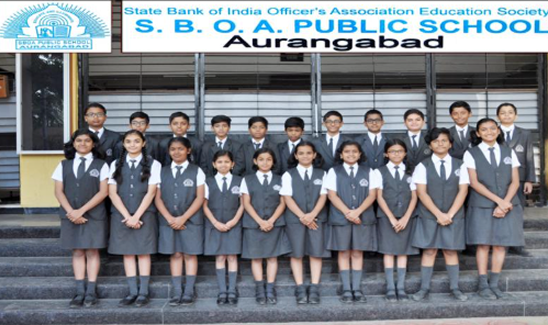 State Bank of India Officer's Association Education Society
S. B. O. A. PUBLIC SCHOOL
Aurangabad
SBOA PUBLIC SCHOOL
AURANGABAD